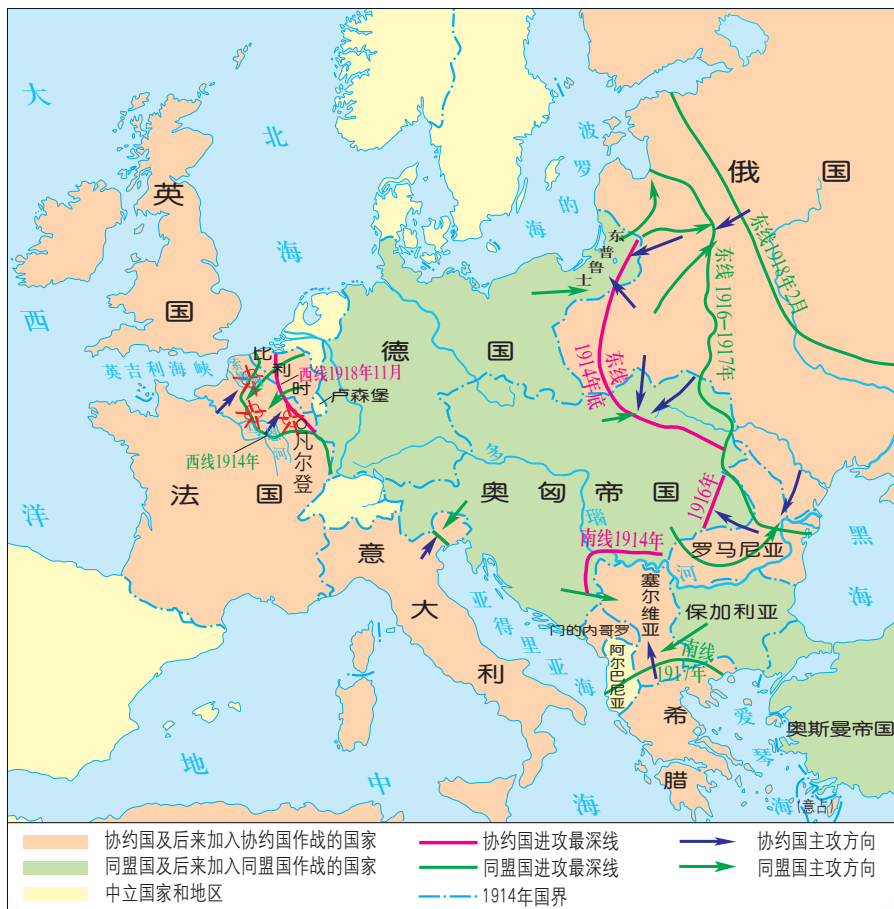 大西洋
北海
波罗的海
俄国
英国
东普鲁士
东线1918年2月
东线 1916-1917年
德国
东线
1914年底
英吉利海峡
比利时
西线1918年11月
卢森堡
凡尔登
西线1914年
河
法国
奥匈帝国
多瑙河
1916年
罗马尼亚
黑海
南线1914年
意大利
塞尔维亚
保加利亚
门的内哥罗
阿尔巴尼亚
南线
1917年
亚得里亚海
希腊
爱琴海
奥斯曼帝国
(意占)
地中海
协约国及后来加入协约国作战的国家
协约国进攻最深线
协约国主攻方向
同盟国及后来加入同盟国作战的国家
同盟国进攻最深线
同盟国主攻方向
中立国家和地区
1914年国界